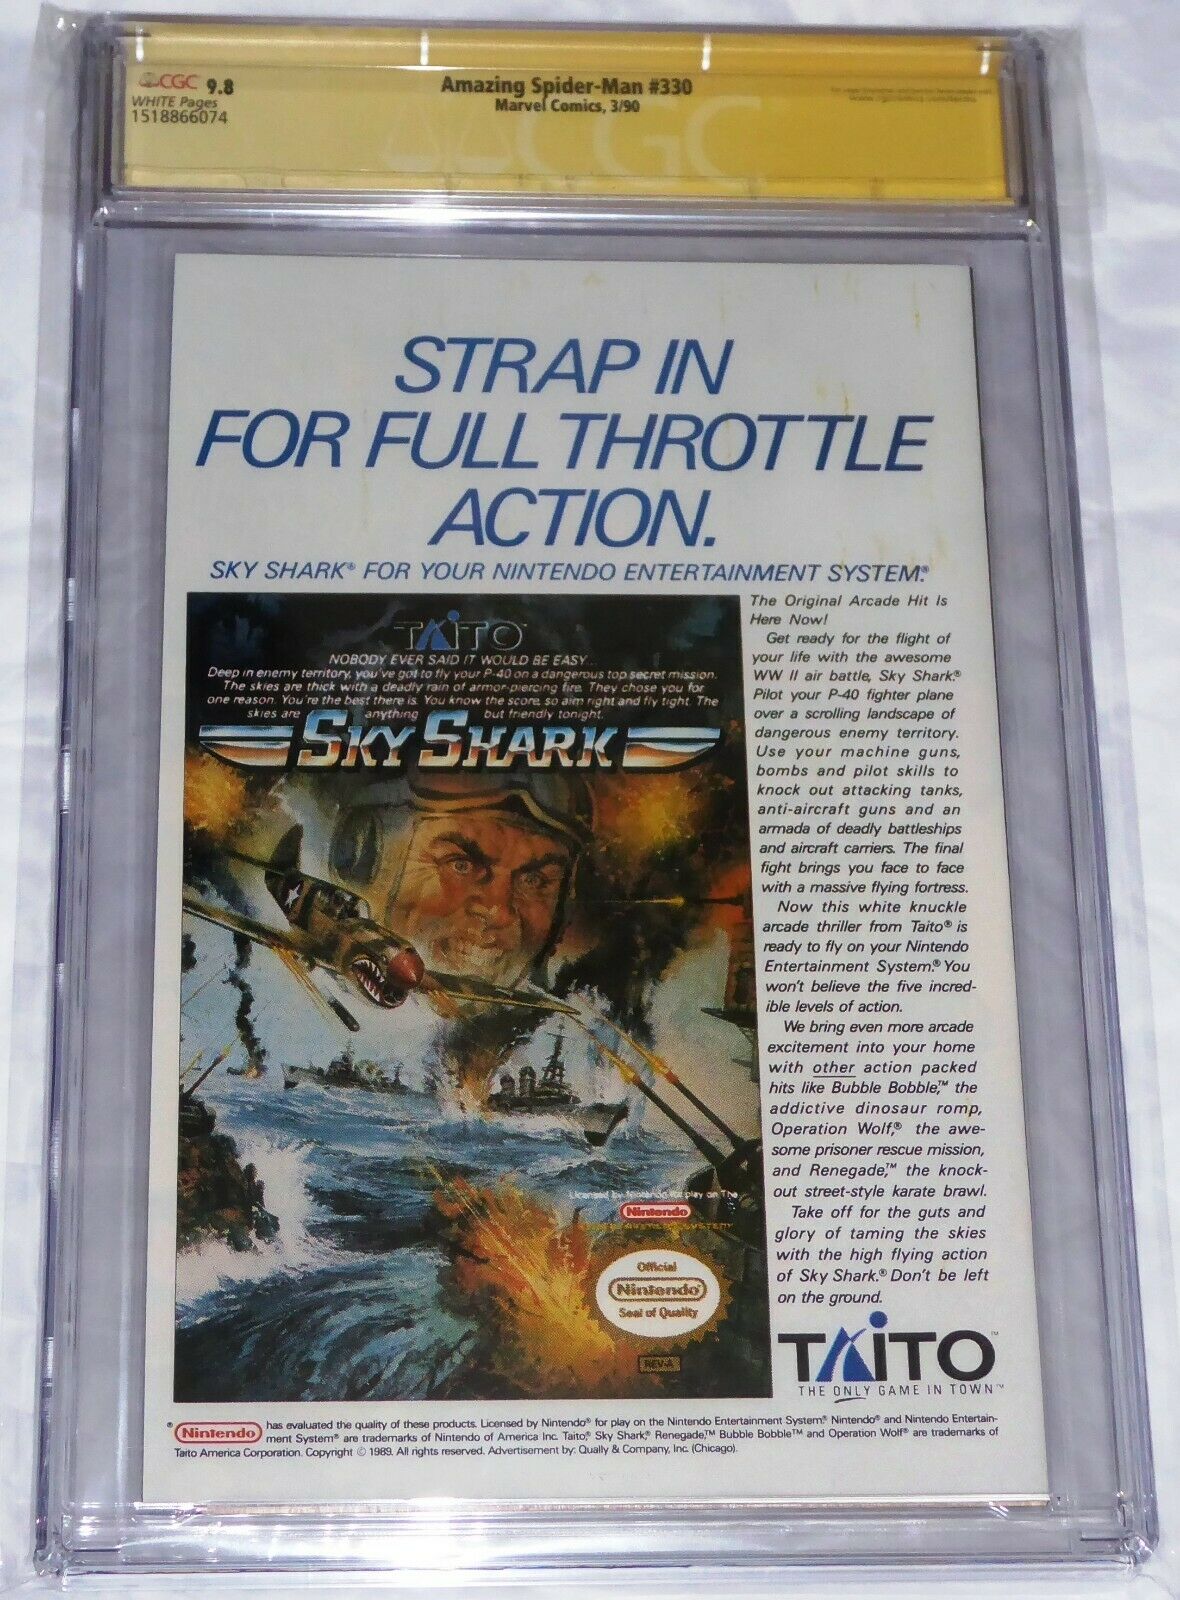 CGC 9.8
WHITE Pages
1518866074
Amazing Spider-Man #330
Marvel Comics, 3/90
CGC
STRAP IN
FOR FULL THROTTLE
ACTION.
SKY SHARK® FOR YOUR NINTENDO ENTERTAINMENT SYSTEM.®
TAITO
NOBODY EVER SAID IT WOULD BE EASY...
Deep in enemy territory, you've got to fly your P-40 on a dangerous top secret mission.
The skies are thick with a deadly rain of armor-piercing fire. They chose you for
one reason. You're the best there is. You know the score, so aim right and fly tight. The
skies are anything but friendly tonight.
SKY SHARK
Licensed by Nintendo for play on The
Nintendo
ENTERTAINMENT SYSTEM
Official
Nintendo
Seal of Quality
REV-A
The Original Arcade Hit Is
Here Now!
Get ready for the flight of
your life with the awesome
WW II air battle, Sky Shark.®
Pilot your P-40 fighter plane
over a scrolling landscape of
dangerous enemy territory.
Use your machine guns,
bombs and pilot skills to
knock out attacking tanks,
anti-aircraft guns and an
armada of deadly battleships
and aircraft carriers. The final
fight brings you face to face
with a massive flying fortress.
Now this white knuckle
arcade thriller from Taito® is
ready to fly on your Nintendo
Entertainment System.® You
won't believe the five incred-
ible levels of action.
We bring even more arcade
excitement into your home
with other action packed
hits like Bubble Bobble,™ the
addictive dinosaur romp,
Operation Wolf,® the awe-
some prisoner rescue mission,
and Renegade,™ the knock-
out street-style karate brawl.
Take off for the guts and
glory of taming the skies
with the high flying action
of Sky Shark.® Don't be left
on the ground.
TAITO™
THE ONLY GAME IN TOWN™
® Nintendo has evaluated the quality of these products. Licensed by Nintendo® for play on the Nintendo Entertainment System.® Nintendo® and Nintendo Entertain-
ment System® are trademarks of Nintendo of America Inc. Taito,® Sky Shark,® Renegade,™ Bubble Bobble™ and Operation Wolf® are trademarks of
Taito America Corporation. Copyright © 1989. All rights reserved. Advertisement by: Qually & Company, Inc. (Chicago).